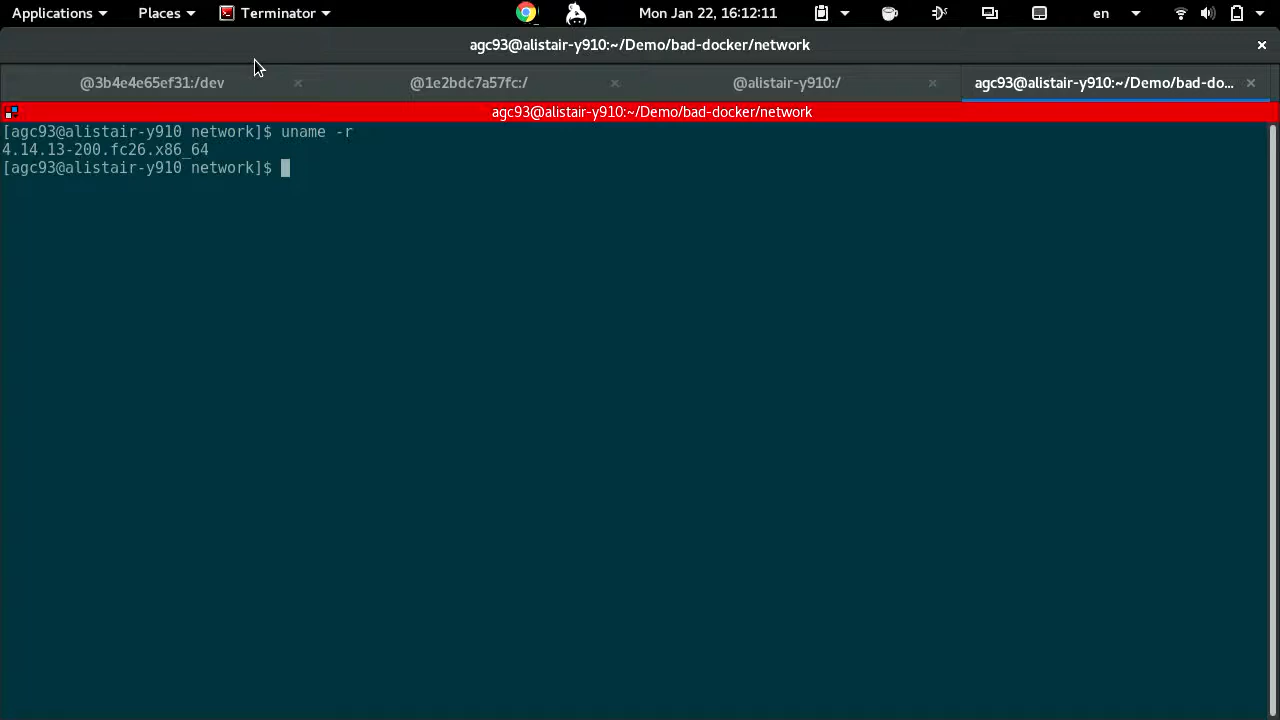 Applications Places Terminator Mon Jan 22, 16:12:11 en
agc93@alistair-y910:~/Demo/bad-docker/network
@3b4e4e65ef31:/dev @1e2bdc7a57fc:/ @alistair-y910:/ agc93@alistair-y910:~/Demo/bad-do...
agc93@alistair-y910:~/Demo/bad-docker/network
[agc93@alistair-y910 network]$ uname -r
4.14.13-200.fc26.x86_64
[agc93@alistair-y910 network]$